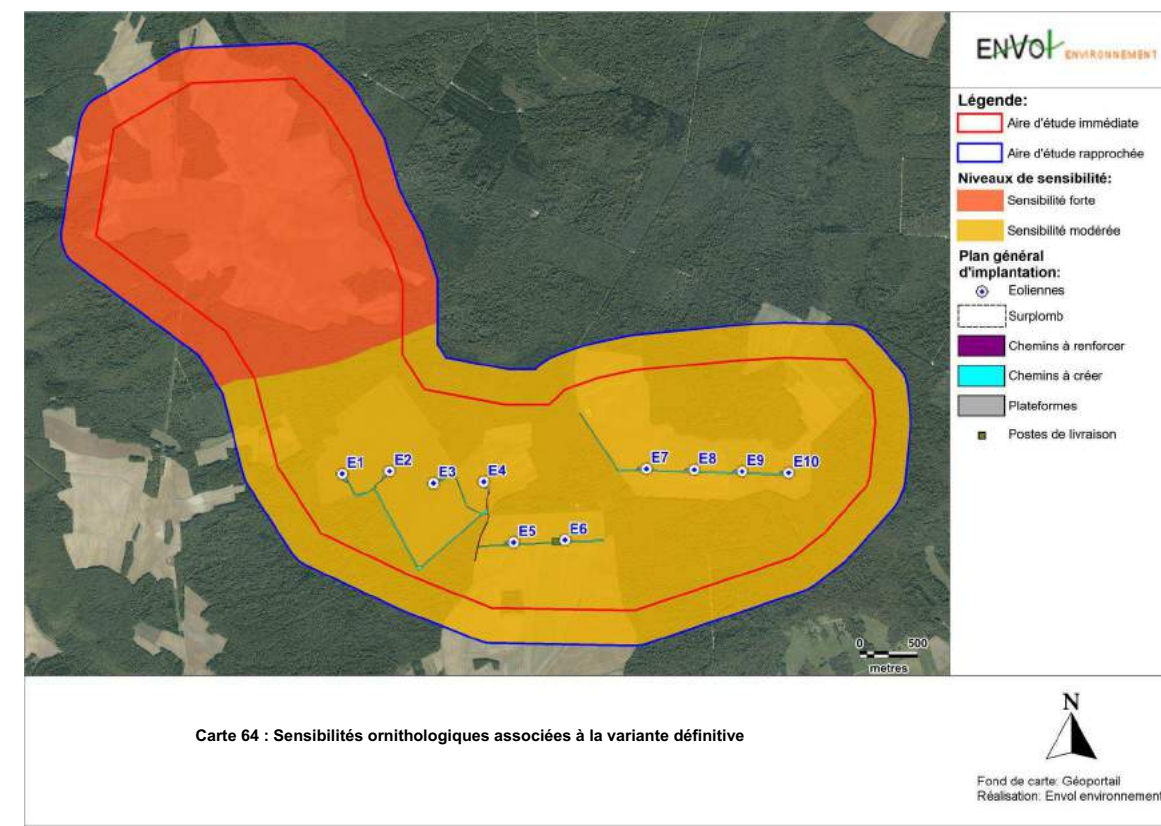 ENVOL ENVIRONNEMENT
Légende:
Aire d'étude immédiate
Aire d'étude rapprochée
Niveaux de sensibilité:
Sensibilité forte
Sensibilité modérée
Plan général
d'implantation:
Eoliennes
Surplomb
Chemins à renforcer
Chemins à créer
Plateformes
Postes de livraison
E1
E2
E3
E4
E5
E6
E7
E8
E9
E10
0 500
metres
Carte 64 : Sensibilités ornithologiques associées à la variante définitive
N
Fond de carte: Géoportail
Réalisation: Envol environnement